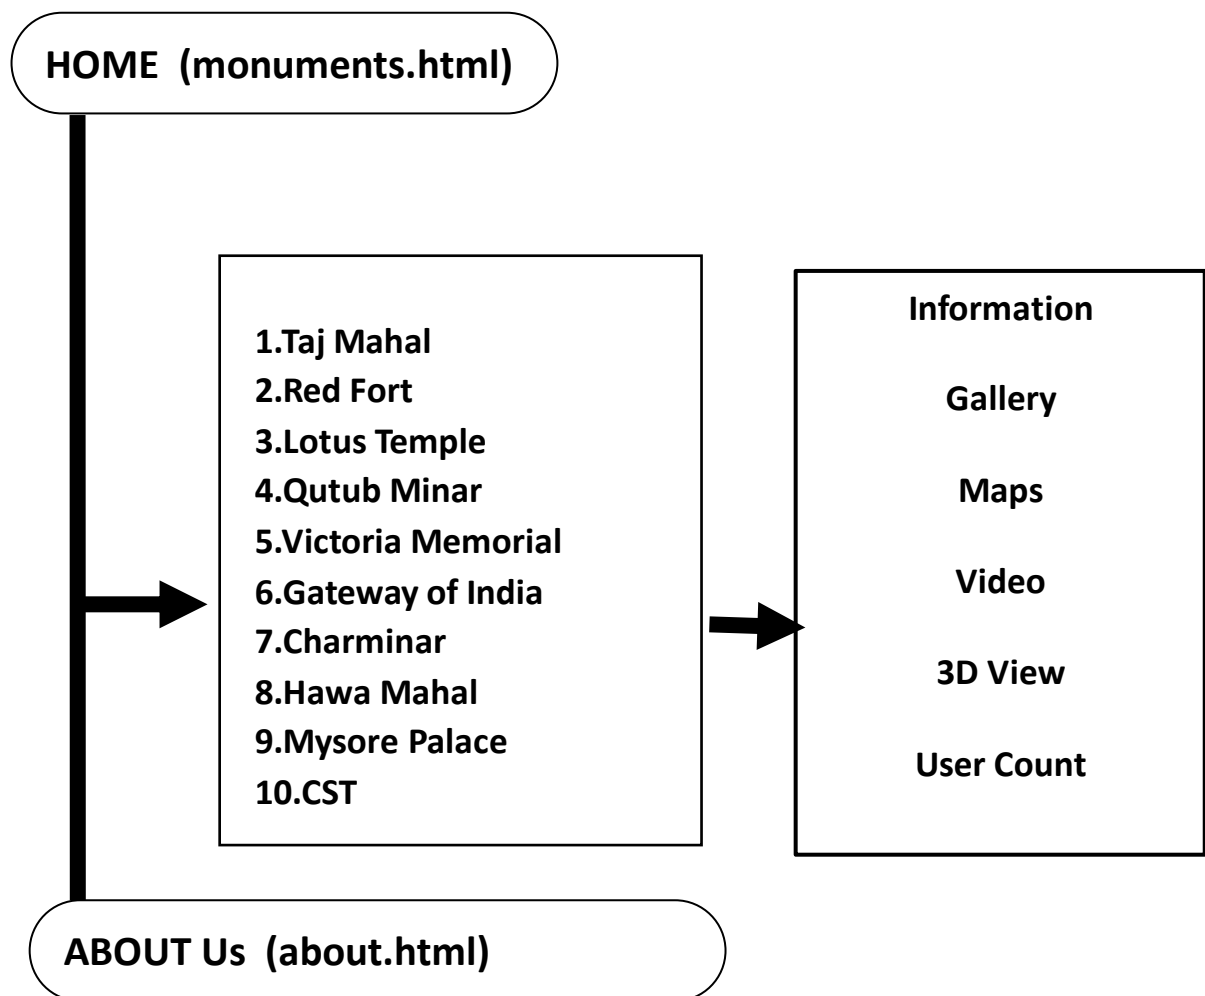 HOME  (monuments.html)
1.Taj Mahal
2.Red Fort
3.Lotus Temple
4.Qutub Minar
5.Victoria Memorial
6.Gateway of India
7.Charminar
8.Hawa Mahal
9.Mysore Palace
10.CST
Information
Gallery
Maps
Video
3D View
User Count
ABOUT Us  (about.html)